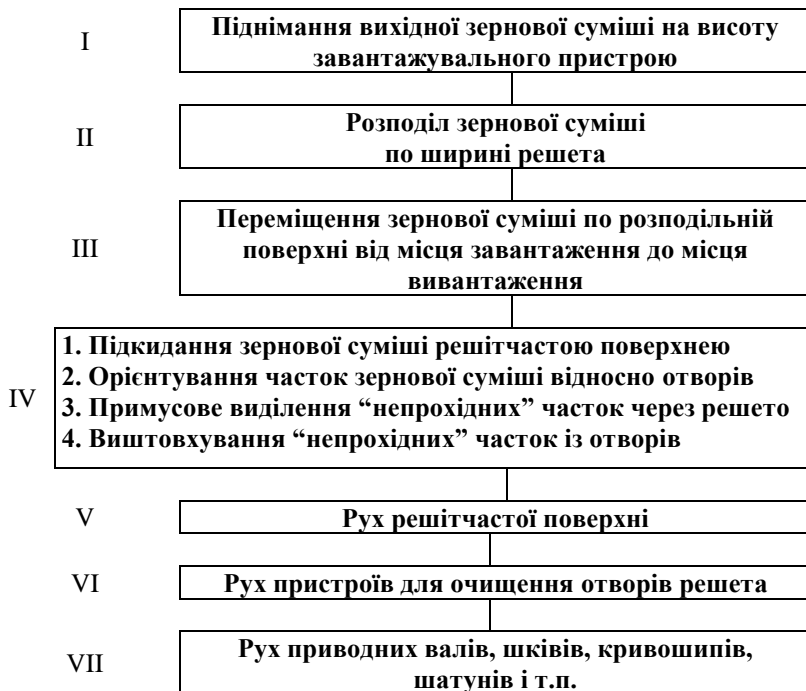 I
Піднімання вихідної зернової суміші на висоту
завантажувального пристрою
II
Розподіл зернової суміші
по ширині решета
III
Переміщення зернової суміші по розподільній
поверхні від місця завантаження до місця
вивантаження
IV
1. Підкидання зернової суміші решітчастою поверхнею
2. Орієнтування часток зернової суміші відносно отворів
3. Примусове виділення “непрохідних” часток через решето
4. Виштовхування “непрохідних” часток із отворів
V
Рух решітчастої поверхні
VI
Рух пристроїв для очищення отворів решета
VII
Рух приводних валів, шківів, кривошипів,
шатунів і т.п.